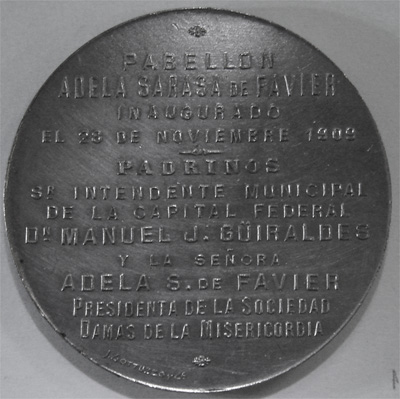 PABELLON
ADELA SARASA DE FAVIER
INAUGURADO
EL 28 DE NOVIEMBRE 1909
PADRINOS
SR INTENDENTE MUNICIPAL
DE LA CAPITAL FEDERAL
DN MANUEL J. GÜIRALDES
Y LA SEÑORA
ADELA S. DE FAVIER
PRESIDENTA DE LA SOCIEDAD
DAMAS DE LA MISERICORDIA